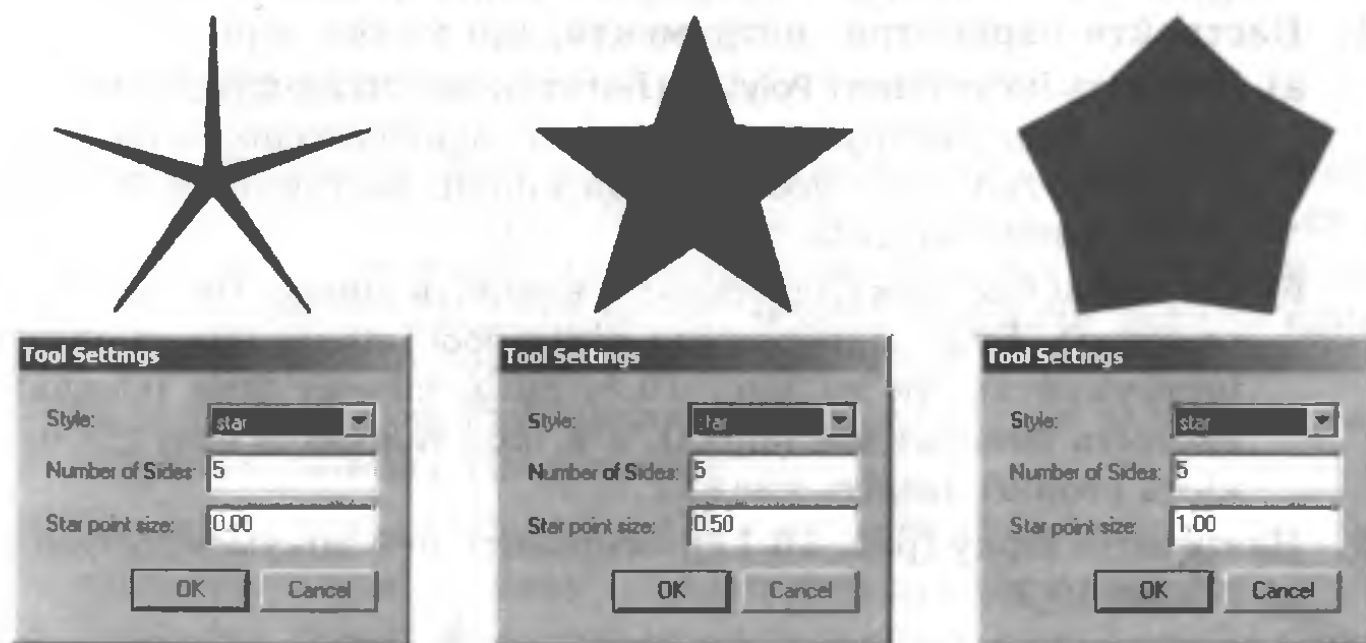 Tool Settings
Style: star
Number of Sides: 5
Star point size: 0.00
OK Cancel
Tool Settings
Style: star
Number of Sides: 5
Star point size: 0.50
OK Cancel
Tool Settings
Style: star
Number of Sides: 5
Star point size: 1.00
OK Cancel